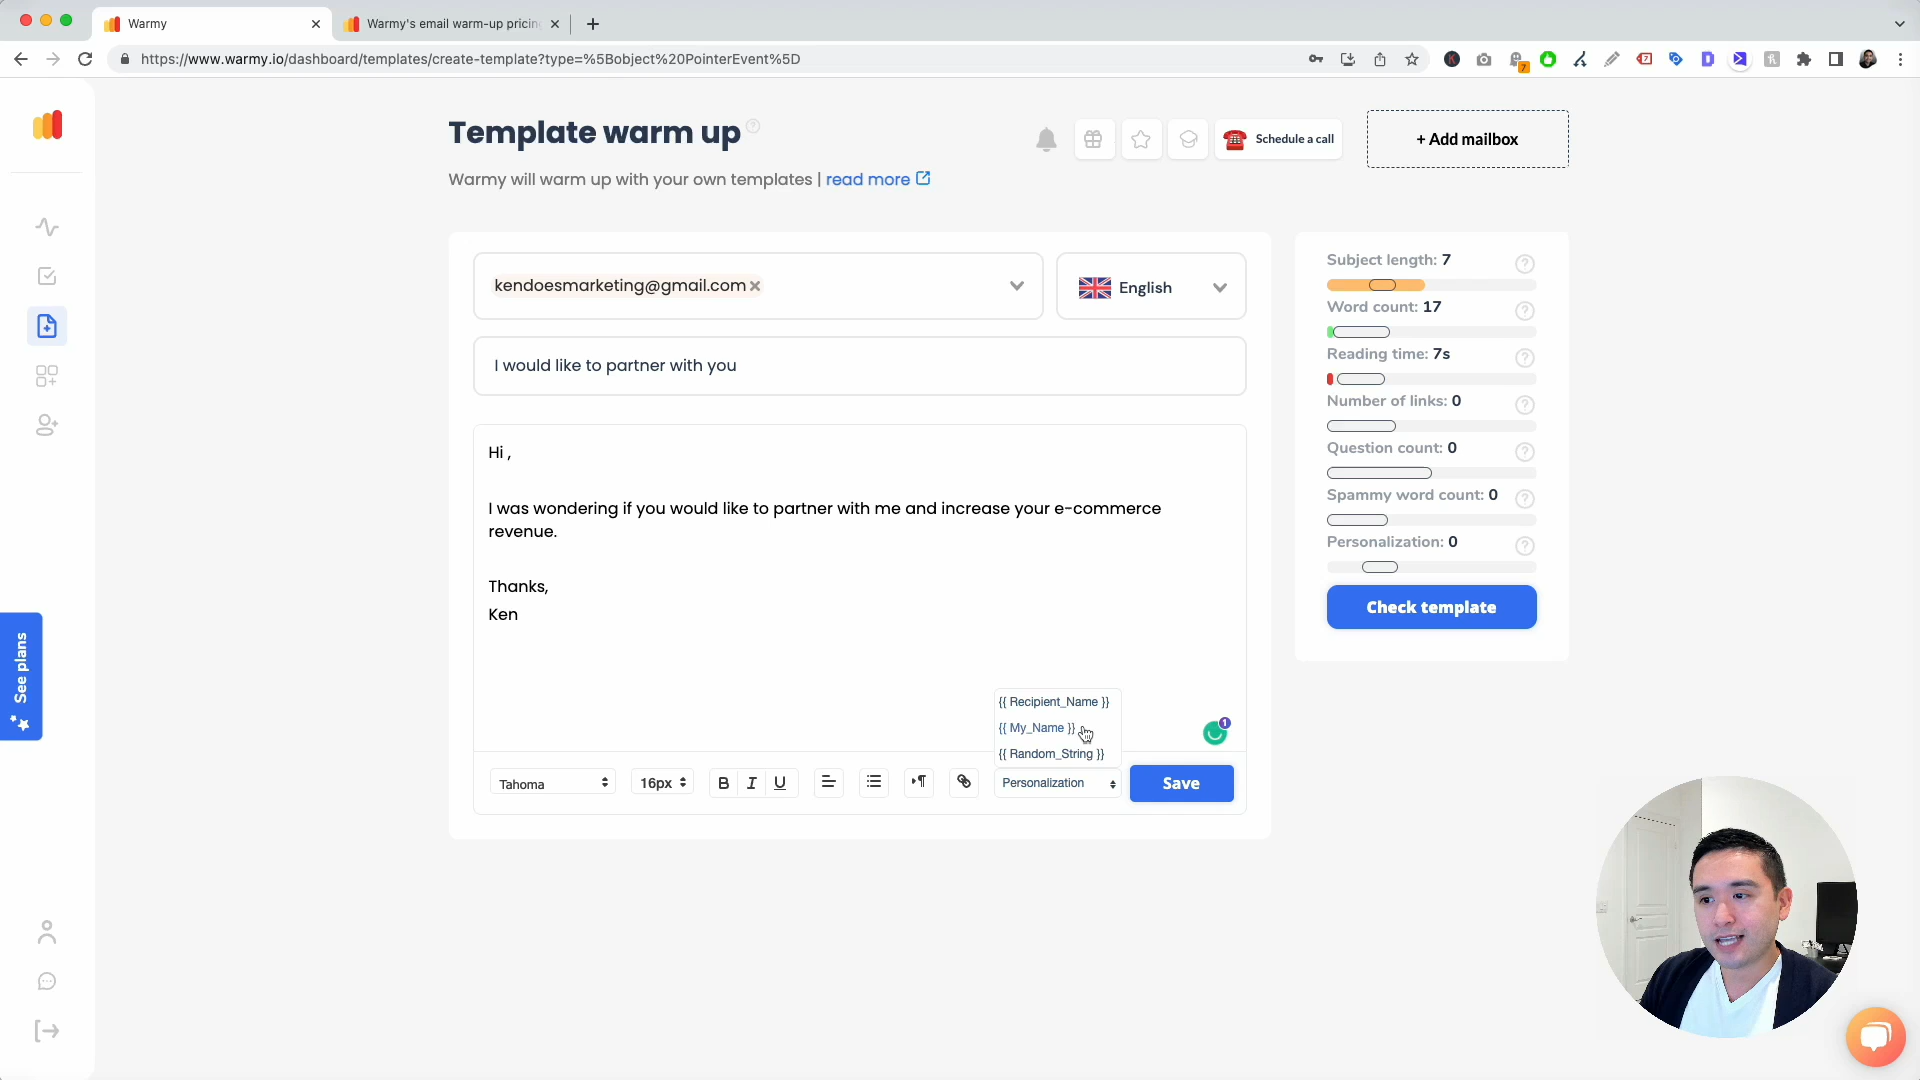 Warmy
Warmy's email warm-up pricin
https://www.warmy.io/dashboard/templates/create-template?type=%5Bobject%20PointerEvent%5D
7
Template warm up
Schedule a call
+ Add mailbox
Warmy will warm up with your own templates | read more
kendoesmarketing@gmail.com
English
I would like to partner with you
Hi ,
I was wondering if you would like to partner with me and increase your e-commerce
revenue.
Thanks,
Ken
{{ Recipient_Name }}
{{ My_Name }}
{{ Random_String }}
1
Tahoma
16px
B I U
Personalization
Save
Subject length: 7
Word count: 17
Reading time: 7s
Number of links: 0
Question count: 0
Spammy word count: 0
Personalization: 0
Check template
See plans